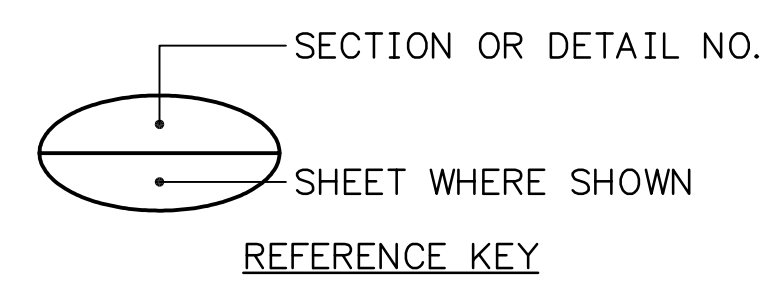 SECTION OR DETAIL NO.
SHEET WHERE SHOWN
REFERENCE KEY